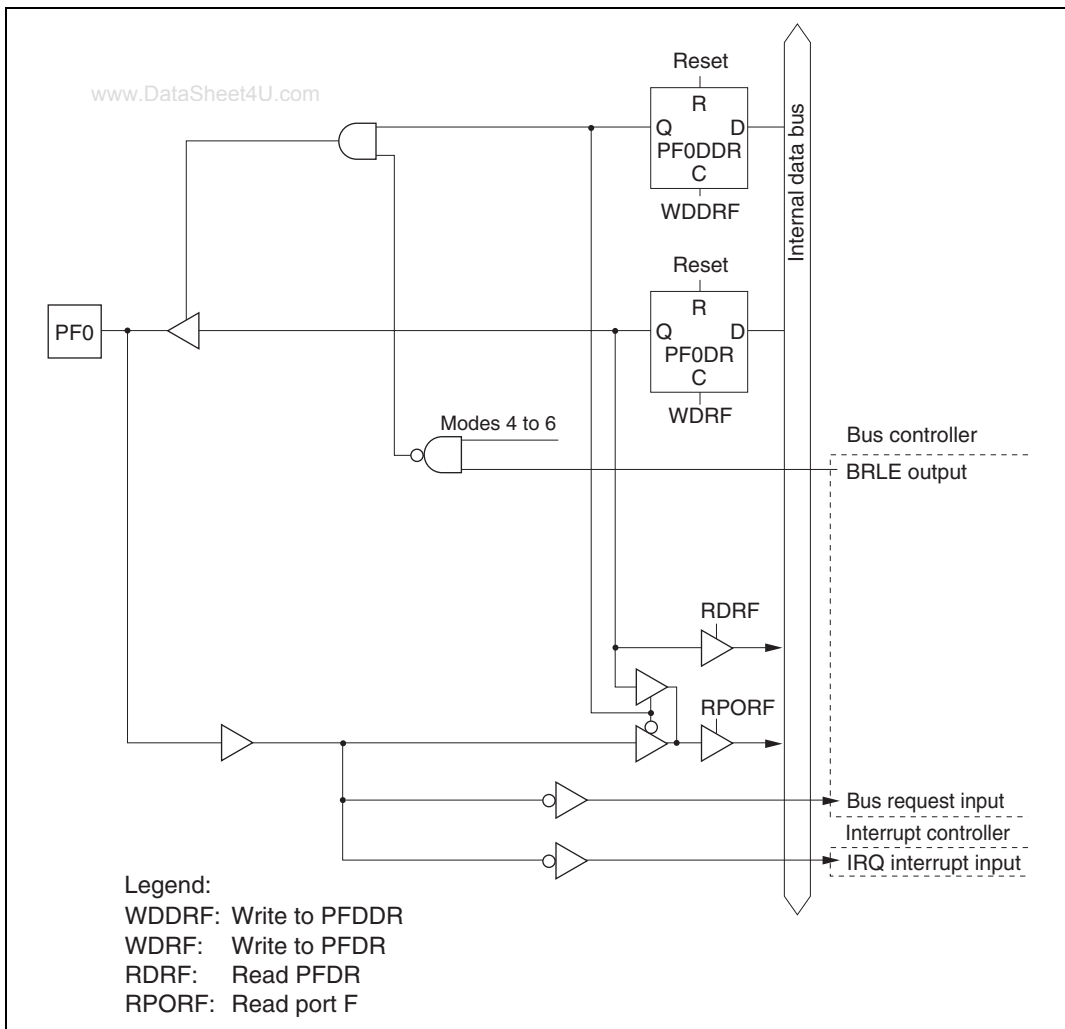 www.DataSheet4U.com
Reset
R
Q D
PF0DDR
C
WDDRF
Internal data bus
Reset
R
PF0
Q D
PF0DR
C
WDRF
Modes 4 to 6
Bus controller
BRLE output
RDRF
RPORF
Bus request input
Interrupt controller
IRQ interrupt input
Legend:
WDDRF: Write to PFDDR
WDRF: Write to PFDR
RDRF: Read PFDR
RPORF: Read port F